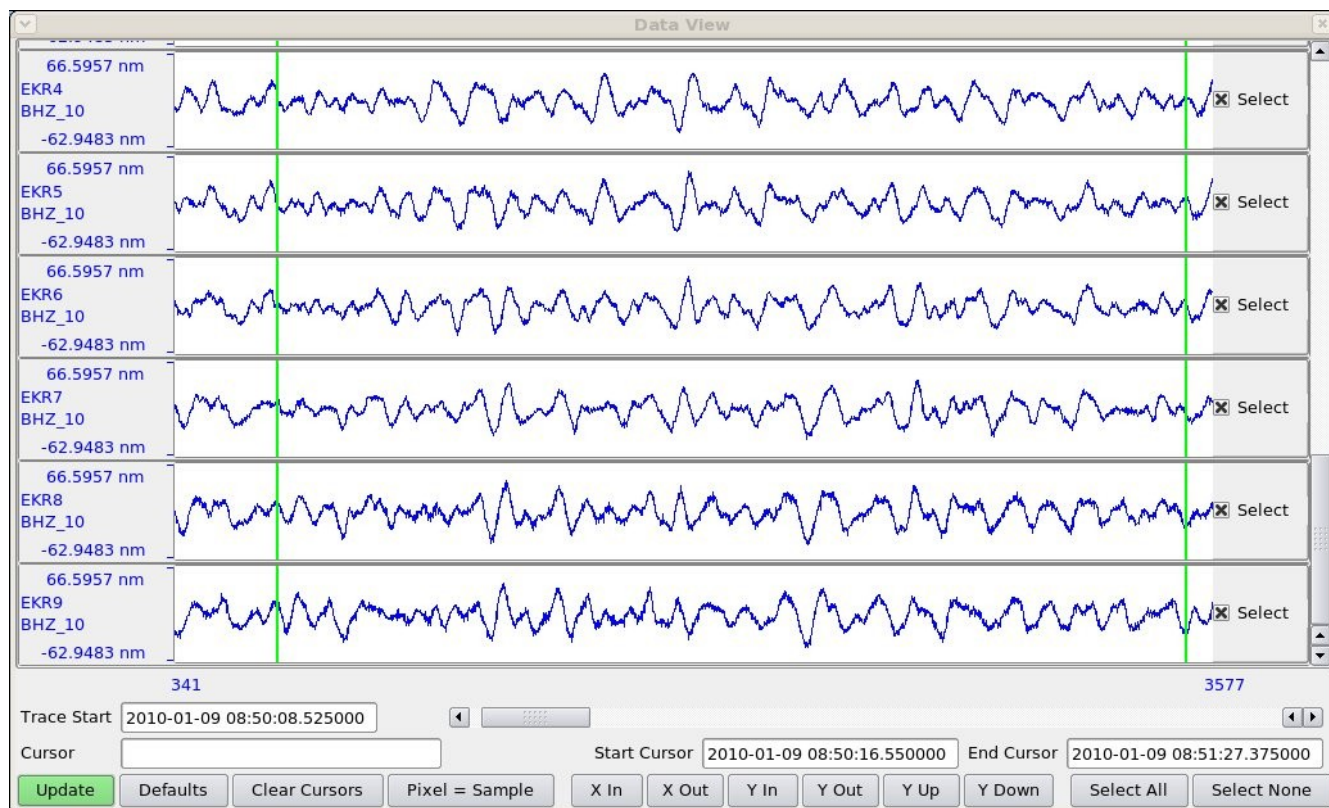 Data View
66.5957 nm
EKR4
BHZ_10
-62.9483 nm
Select
66.5957 nm
EKR5
BHZ_10
-62.9483 nm
Select
66.5957 nm
EKR6
BHZ_10
-62.9483 nm
Select
66.5957 nm
EKR7
BHZ_10
-62.9483 nm
Select
66.5957 nm
EKR8
BHZ_10
-62.9483 nm
Select
66.5957 nm
EKR9
BHZ_10
-62.9483 nm
Select
341 3577
Trace Start 2010-01-09 08:50:08.525000
Cursor Start Cursor 2010-01-09 08:50:16.550000 End Cursor 2010-01-09 08:51:27.375000
Update Defaults Clear Cursors Pixel = Sample X In X Out Y In Y Out Y Up Y Down Select All Select None